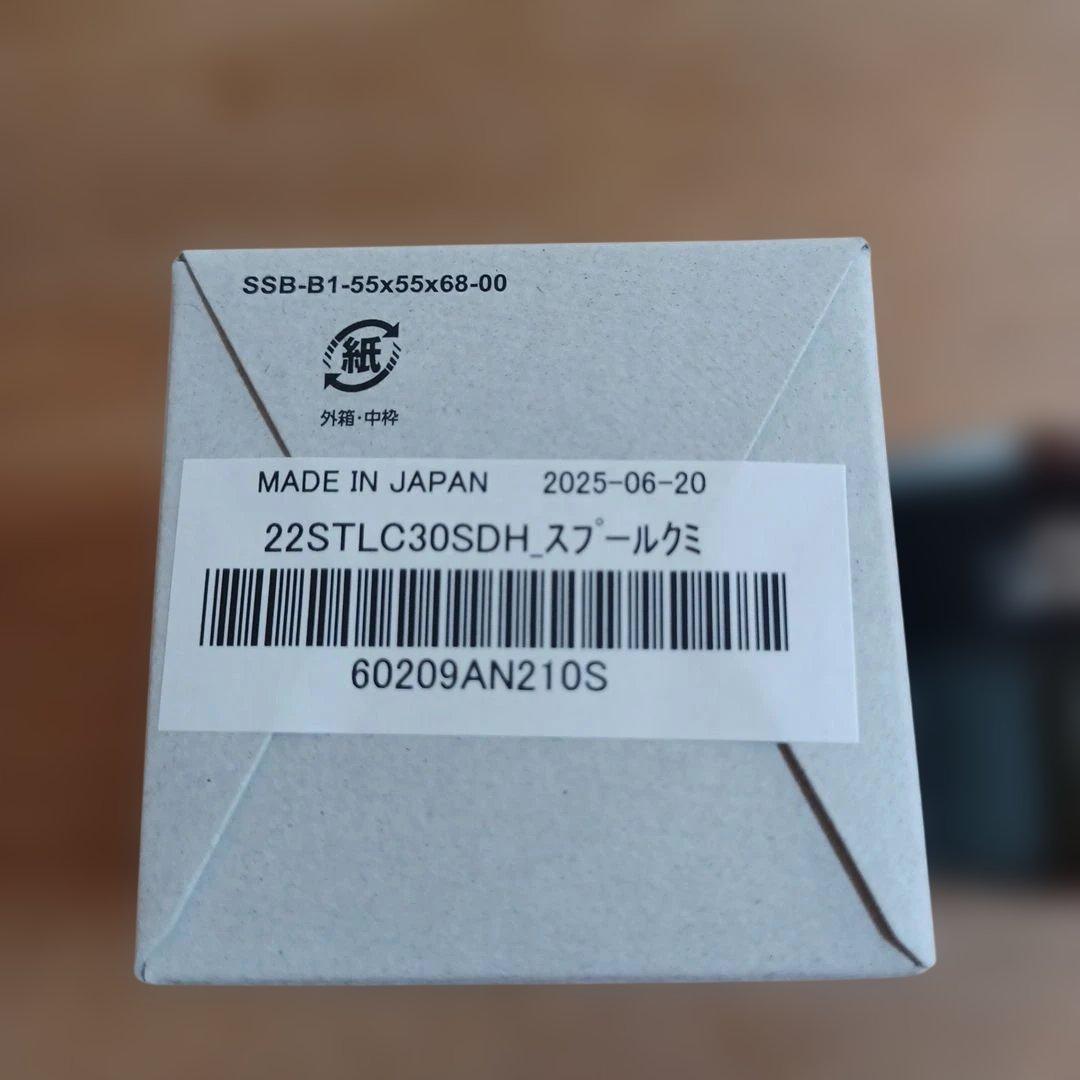 SSB-B1-55x55x68-00
紙
外箱・中枠
MADE IN JAPAN 2025-06-20
22STLC30SDH_スプールクミ
60209AN210S